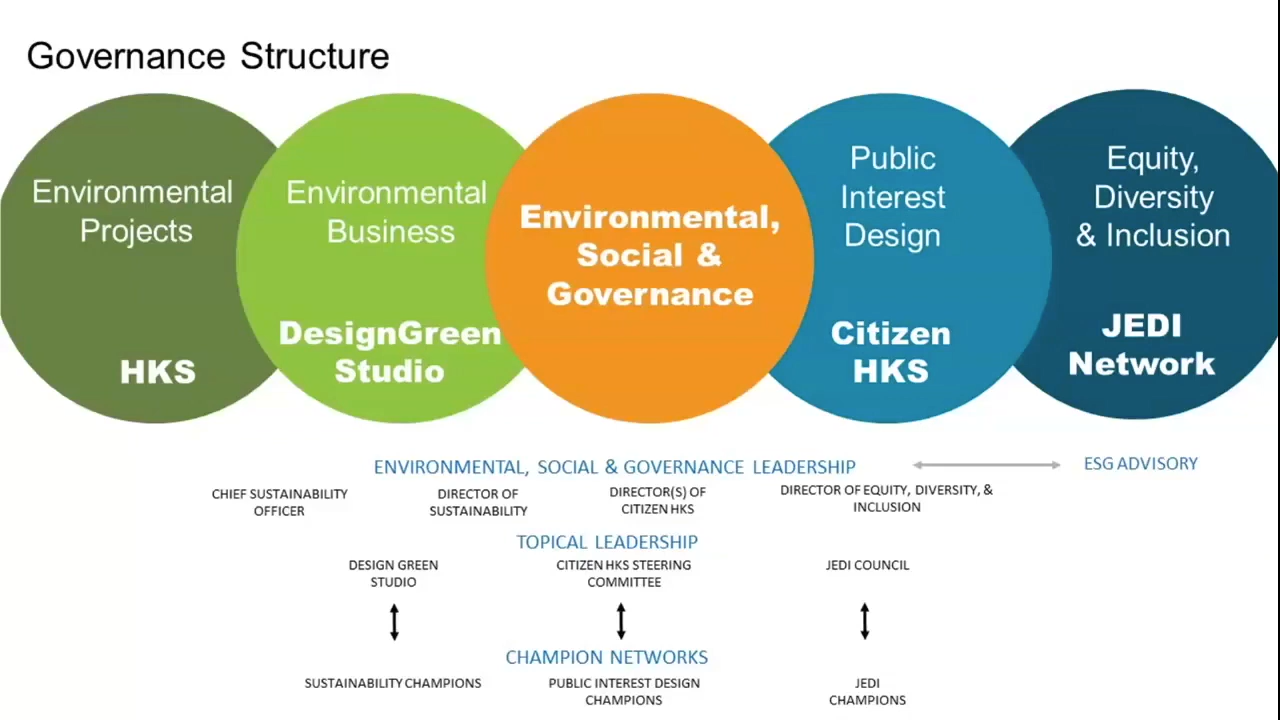 Governance Structure
Environmental
Projects
HKS
Environmental
Business
DesignGreen
Studio
Environmental,
Social &
Governance
Public
Interest
Design
Citizen
HKS
Equity,
Diversity
& Inclusion
JEDI
Network
ENVIRONMENTAL, SOCIAL & GOVERNANCE LEADERSHIP
ESG ADVISORY
CHIEF SUSTAINABILITY
OFFICER
DIRECTOR OF
SUSTAINABILITY
DIRECTOR(S) OF
CITIZEN HKS
DIRECTOR OF EQUITY, DIVERSITY, &
INCLUSION
TOPICAL LEADERSHIP
DESIGN GREEN
STUDIO
CITIZEN HKS STEERING
COMMITTEE
JEDI COUNCIL
CHAMPION NETWORKS
SUSTAINABILITY CHAMPIONS
PUBLIC INTEREST DESIGN
CHAMPIONS
JEDI
CHAMPIONS